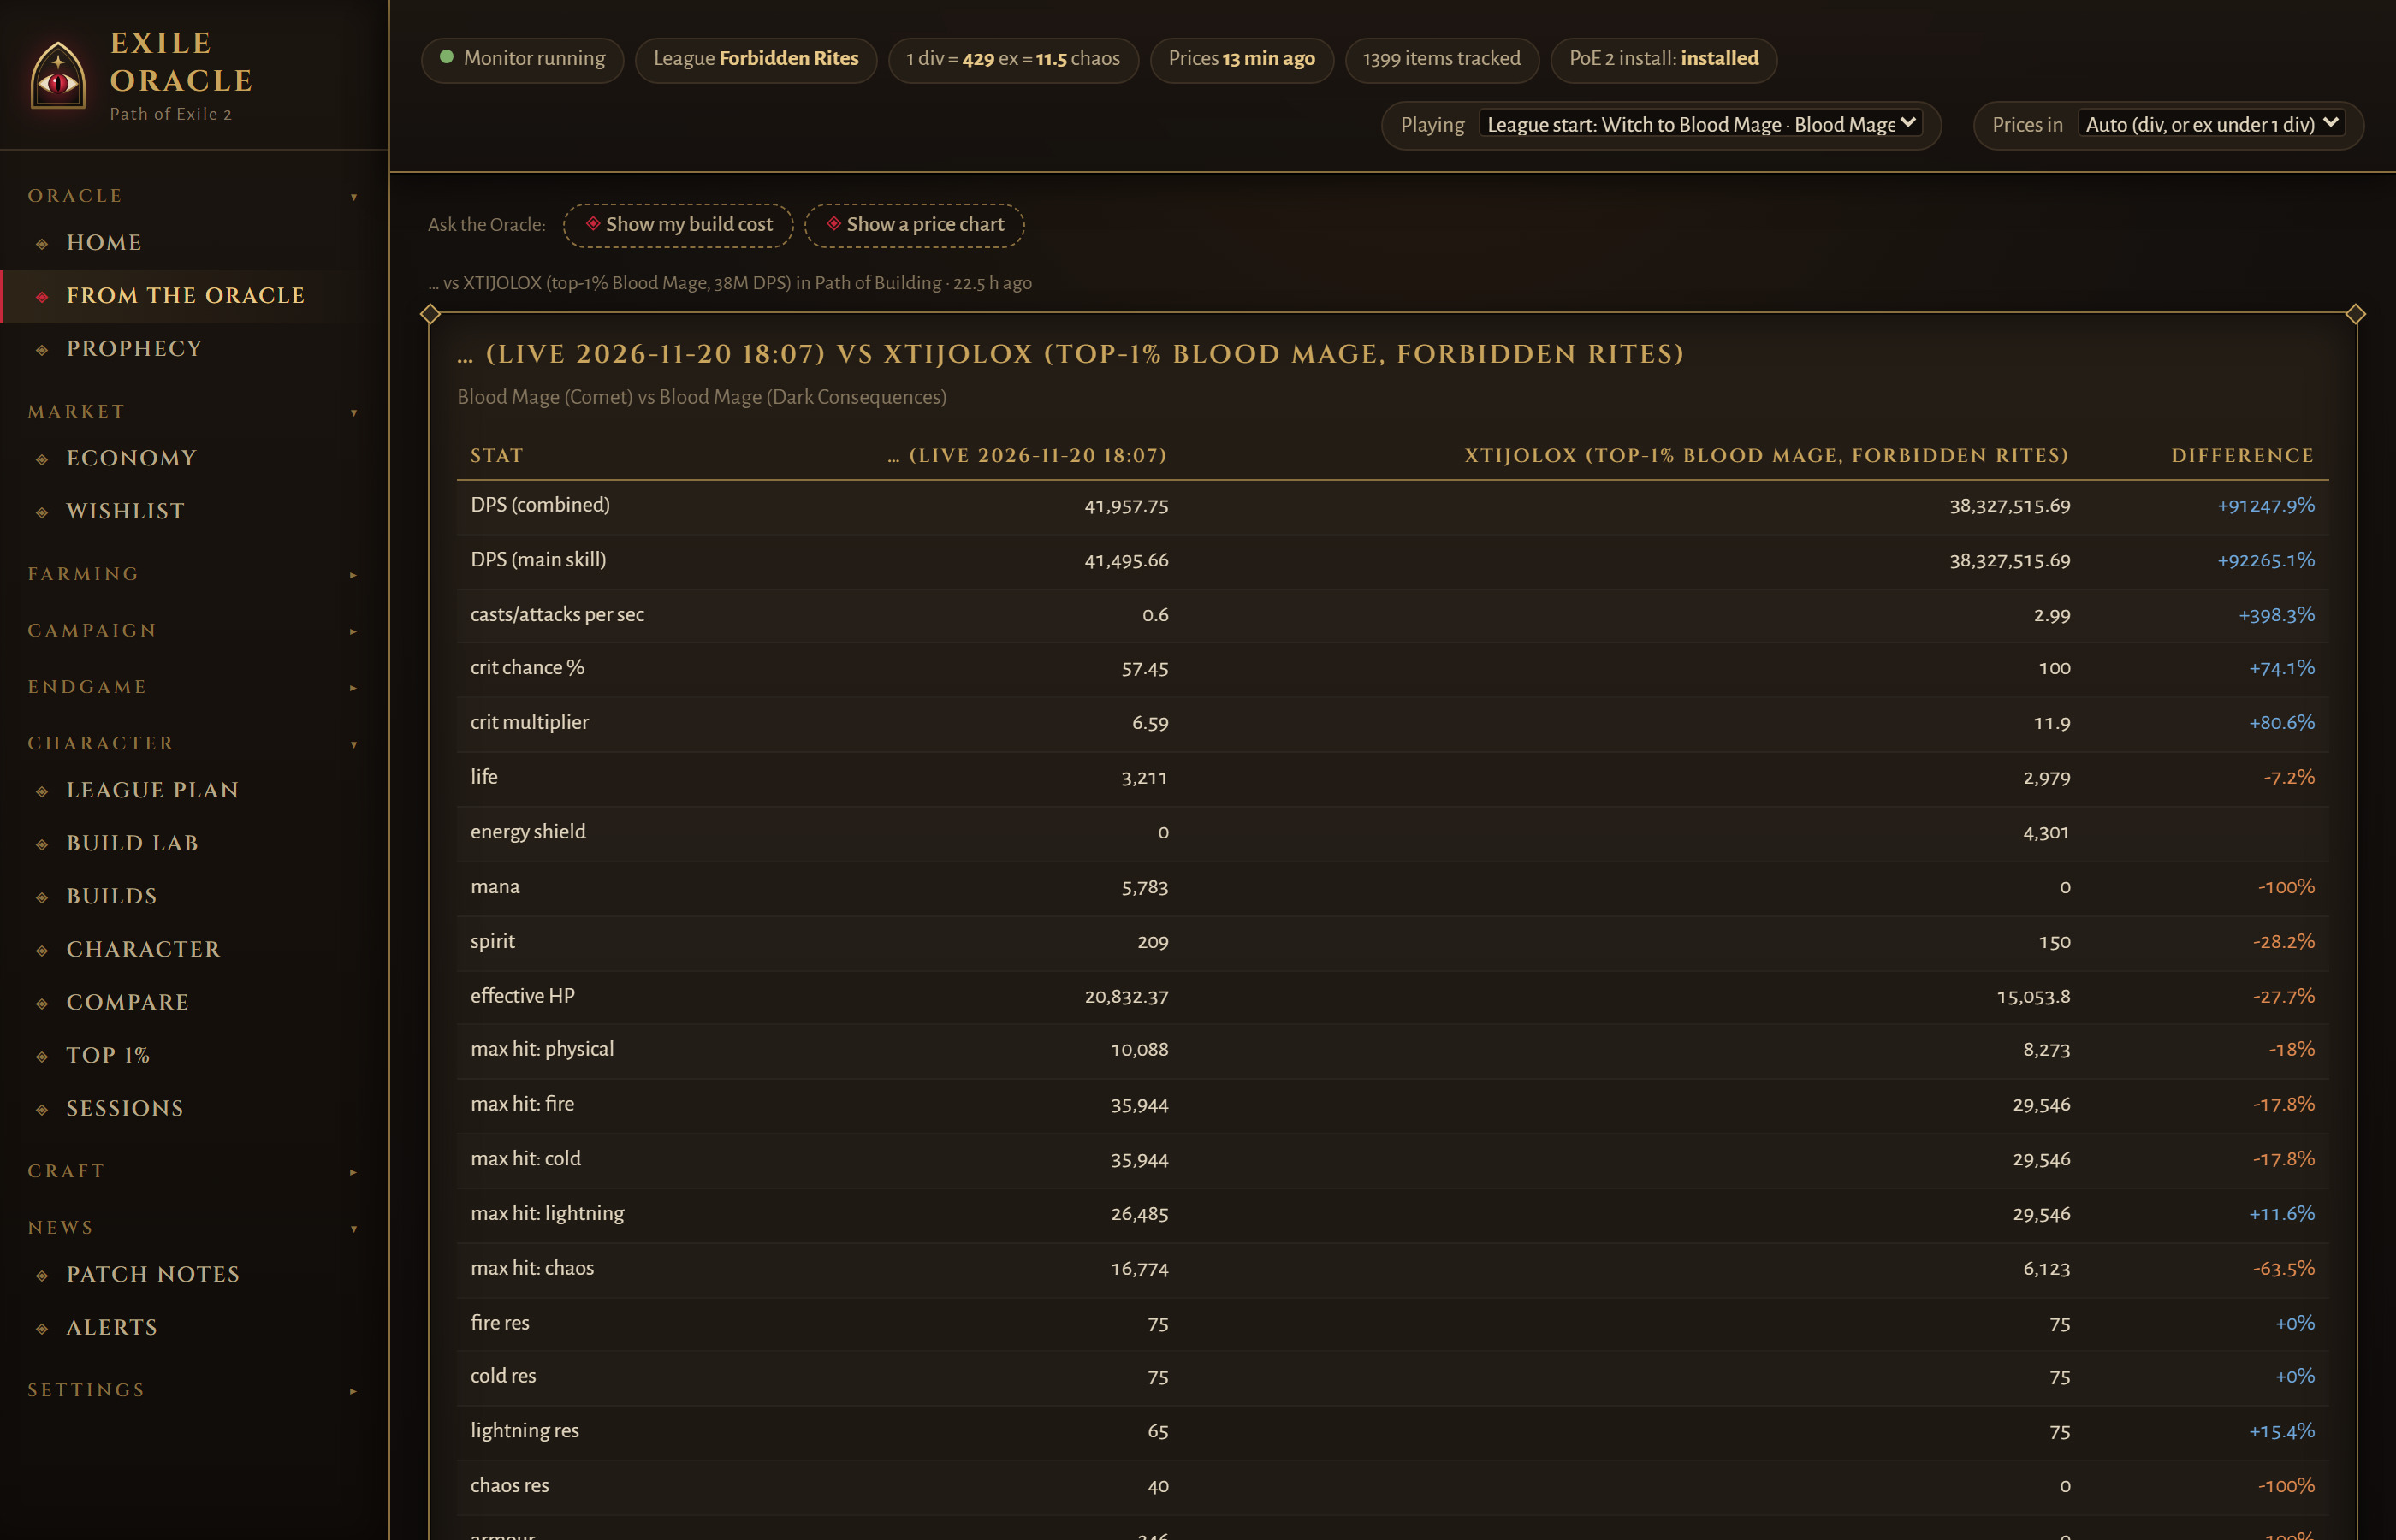 EXILE
ORACLE
Path of Exile 2
ORACLE
HOME
FROM THE ORACLE
PROPHECY
MARKET
ECONOMY
WISHLIST
FARMING
CAMPAIGN
ENDGAME
CHARACTER
LEAGUE PLAN
BUILD LAB
BUILDS
CHARACTER
COMPARE
TOP 1%
SESSIONS
CRAFT
NEWS
PATCH NOTES
ALERTS
SETTINGS
Monitor running League Forbidden Rites 1 div = 429 ex = 11.5 chaos Prices 13 min ago 1399 items tracked PoE 2 install: installed
Playing League start: Witch to Blood Mage · Blood Mage Prices in Auto (div, or ex under 1 div)
Ask the Oracle: Show my build cost Show a price chart
... vs XTIJOLOX (top-1% Blood Mage, 38M DPS) in Path of Building · 22.5 h ago
... (LIVE 2026-11-20 18:07) VS XTIJOLOX (TOP-1% BLOOD MAGE, FORBIDDEN RITES)
Blood Mage (Comet) vs Blood Mage (Dark Consequences)
STAT ... (LIVE 2026-11-20 18:07) XTIJOLOX (TOP-1% BLOOD MAGE, FORBIDDEN RITES) DIFFERENCE
DPS (combined) 41,957.75 38,327,515.69 +91247.9%
DPS (main skill) 41,495.66 38,327,515.69 +92265.1%
casts/attacks per sec 0.6 2.99 +398.3%
crit chance % 57.45 100 +74.1%
crit multiplier 6.59 11.9 +80.6%
life 3,211 2,979 -7.2%
energy shield 0 4,301
mana 5,783 0 -100%
spirit 209 150 -28.2%
effective HP 20,832.37 15,053.8 -27.7%
max hit: physical 10,088 8,273 -18%
max hit: fire 35,944 29,546 -17.8%
max hit: cold 35,944 29,546 -17.8%
max hit: lightning 26,485 29,546 +11.6%
max hit: chaos 16,774 6,123 -63.5%
fire res 75 75 +0%
cold res 75 75 +0%
lightning res 65 75 +15.4%
chaos res 40 0 -100%
armour 0 -100%